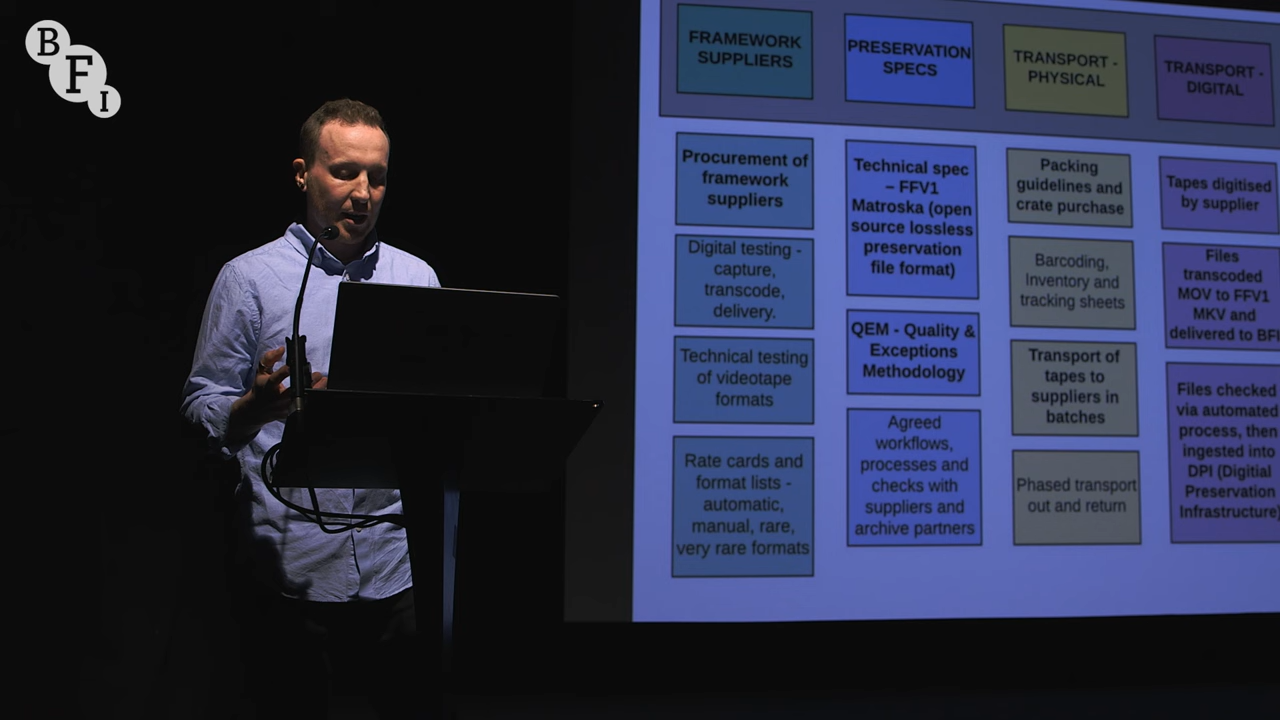 BFI
FRAMEWORK
SUPPLIERS
PRESERVATION
SPECS
TRANSPORT -
PHYSICAL
TRANSPORT -
DIGITAL
Procurement of
framework
suppliers
Digital testing -
capture,
transcode,
delivery.
Technical testing
of videotape
formats
Rate cards and
format lists -
automatic,
manual, rare,
very rare formats
Technical spec
– FFV1
Matroska (open
source lossless
preservation
file format)
QEM - Quality &
Exceptions
Methodology
Agreed
workflows,
processes and
checks with
suppliers and
archive partners
Packing
guidelines and
crate purchase
Barcoding,
Inventory and
tracking sheets
Transport of
tapes to
suppliers in
batches
Phased transport
out and return
Tapes digitised
by supplier
Files
transcoded
MOV to FFV1
MKV and
delivered to BFI
Files checked
via automated
process, then
ingested into
DPI (Digitial
Preservation
Infrastructure)